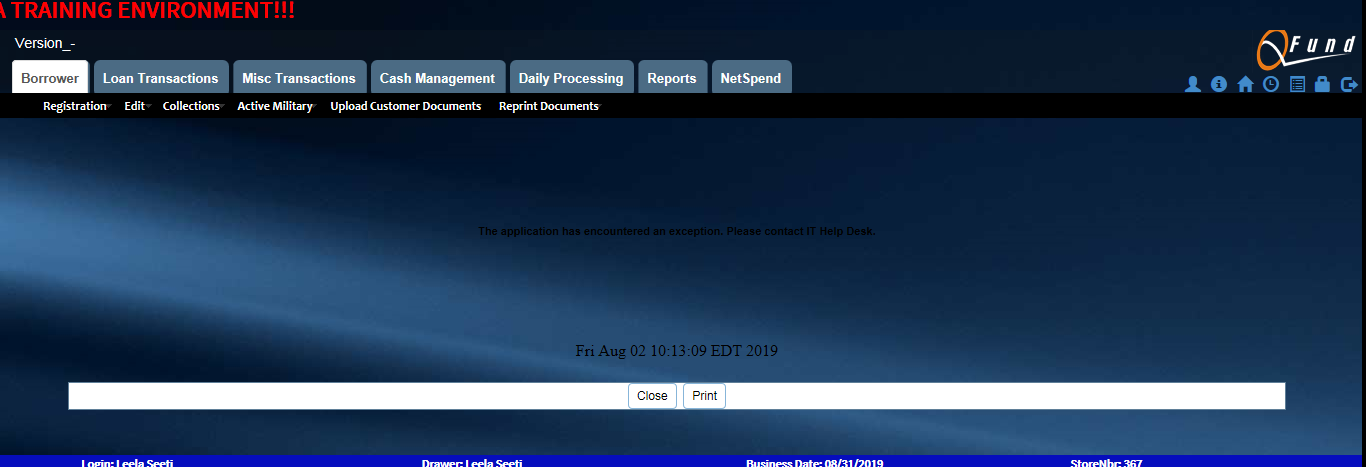 A TRAINING ENVIRONMENT!!!
Version_-
QFund
Borrower Loan Transactions Misc Transactions Cash Management Daily Processing Reports NetSpend
Registration Edit Collections Active Military Upload Customer Documents Reprint Documents
The application has encountered an exception. Please contact IT Help Desk.
Fri Aug 02 10:13:09 EDT 2019
Close Print
Login: Leela Seeti Drawer: Leela Seeti Business Date: 08/31/2019 StoreNbr: 367